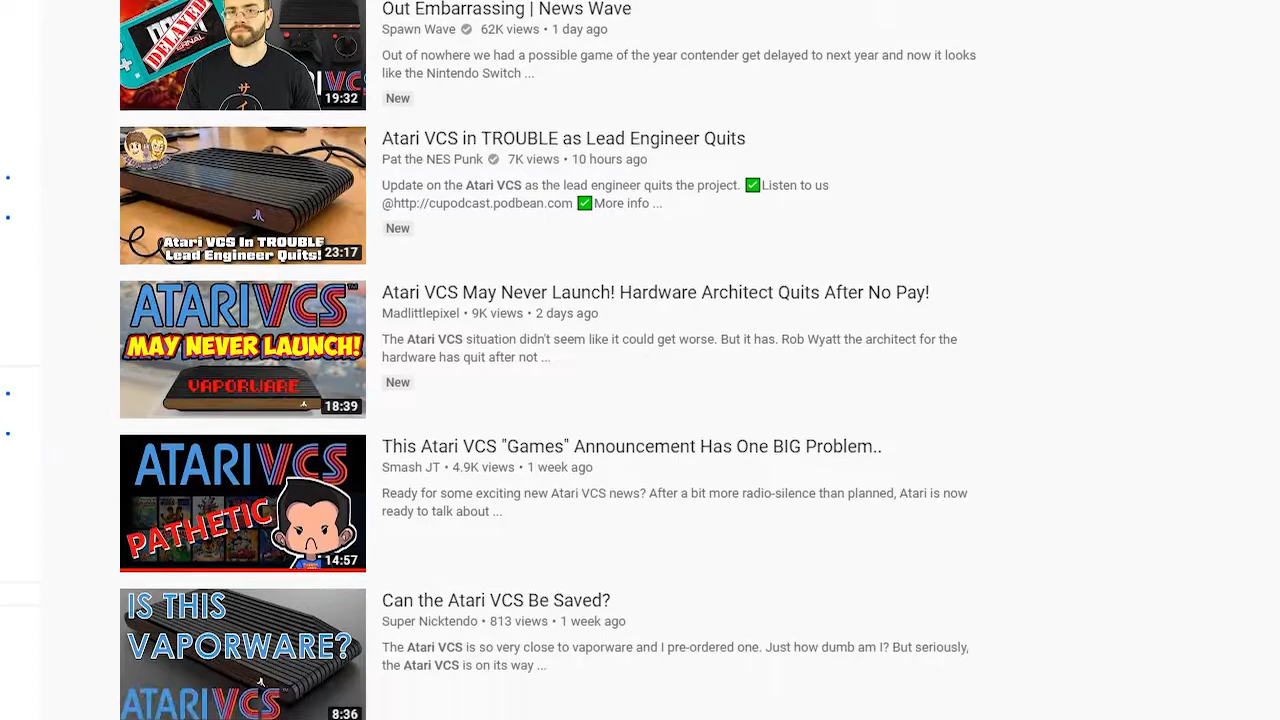 Out Embarrassing | News Wave
Spawn Wave 62K views • 1 day ago
Out of nowhere we had a possible game of the year contender get delayed to next year and now it looks
like the Nintendo Switch ...
New
DELAYED
19:32
Atari VCS in TROUBLE as Lead Engineer Quits
Pat the NES Punk 7K views • 10 hours ago
Update on the Atari VCS as the lead engineer quits the project. ✅Listen to us
@http://cupodcast.podbean.com ✅More info ...
New
Atari VCS In TROUBLE
Lead Engineer Quits!
23:17
Atari VCS May Never Launch! Hardware Architect Quits After No Pay!
Madlittlepixel • 9K views • 2 days ago
The Atari VCS situation didn't seem like it could get worse. But it has. Rob Wyatt the architect for the
hardware has quit after not ...
New
ATARI VCS™
MAY NEVER LAUNCH!
VAPORWARE
18:39
This Atari VCS "Games" Announcement Has One BIG Problem..
Smash JT • 4.9K views • 1 week ago
Ready for some exciting new Atari VCS news? After a bit more radio-silence than planned, Atari is now
ready to talk about ...
ATARI VCS
PATHETIC
14:57
Can the Atari VCS Be Saved?
Super Nicktendo • 813 views • 1 week ago
The Atari VCS is so very close to vaporware and I pre-ordered one. Just how dumb am I? But seriously,
the Atari VCS is on its way ...
IS THIS
VAPORWARE?
ATARI VCS™
8:36